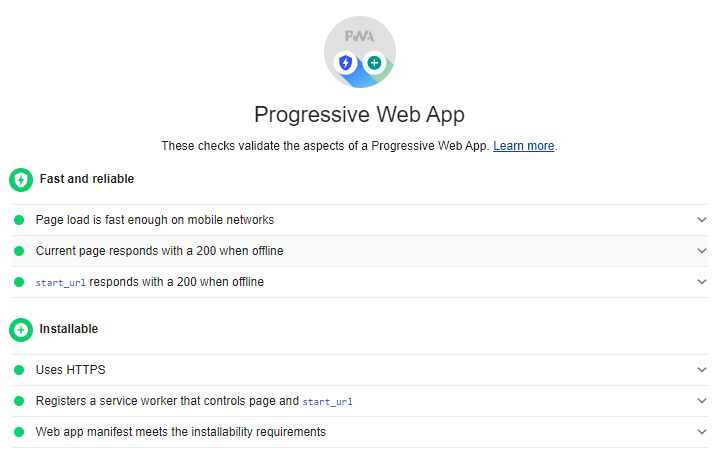 PWA
Progressive Web App
These checks validate the aspects of a Progressive Web App. Learn more.
Fast and reliable
Page load is fast enough on mobile networks
Current page responds with a 200 when offline
start_url responds with a 200 when offline
Installable
Uses HTTPS
Registers a service worker that controls page and start_url
Web app manifest meets the installability requirements